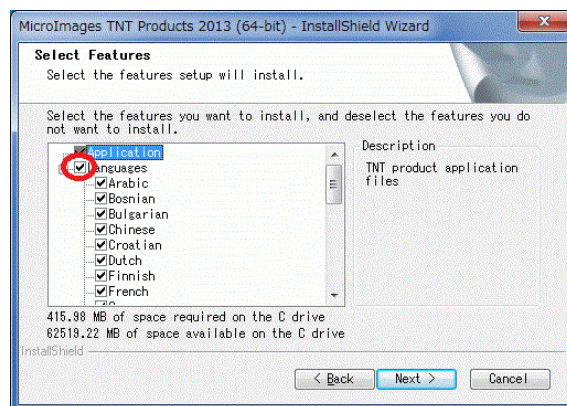 MicroImages TNT Products 2013 (64-bit) - InstallShield Wizard
Select Features
Select the features setup will install.
Select the features you want to install, and deselect the features you do
not want to install.
Application
Languages
Arabic
Bosnian
Bulgarian
Chinese
Croatian
Dutch
Finnish
French
Description
TNT product application
files
415.98 MB of space required on the C drive
62519.22 MB of space available on the C drive
InstallShield
< Back
Next >
Cancel